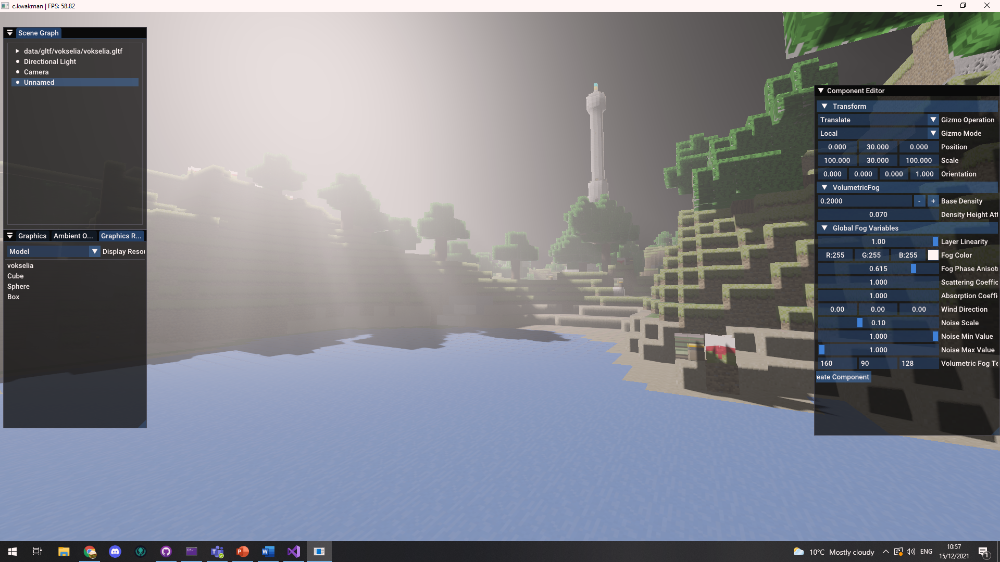 c.kwakman | FPS: 58.82
Scene Graph
data/gltf/vokselia/vokselia.gltf
Directional Light
Camera
Unnamed
Graphics Ambient O... Graphics R...
Model Display Resou
vokselia
Cube
Sphere
Box
Component Editor
Transform
Translate Gizmo Operation
Local Gizmo Mode
0.000 30.000 0.000 Position
100.000 30.000 100.000 Scale
0.000 0.000 0.000 1.000 Orientation
VolumetricFog
0.2000 - + Base Density
0.070 Density Height Att
Global Fog Variables
1.00 Layer Linearity
R:255 G:255 B:255 Fog Color
0.615 Fog Phase Anisot
1.000 Scattering Coeffic
1.000 Absorption Coeffi
0.00 0.00 0.00 Wind Direction
0.10 Noise Scale
1.000 Noise Min Value
1.000 Noise Max Value
160 90 128 Volumetric Fog Te
eate Component
10°C Mostly cloudy ENG 10:57
15/12/2021
1